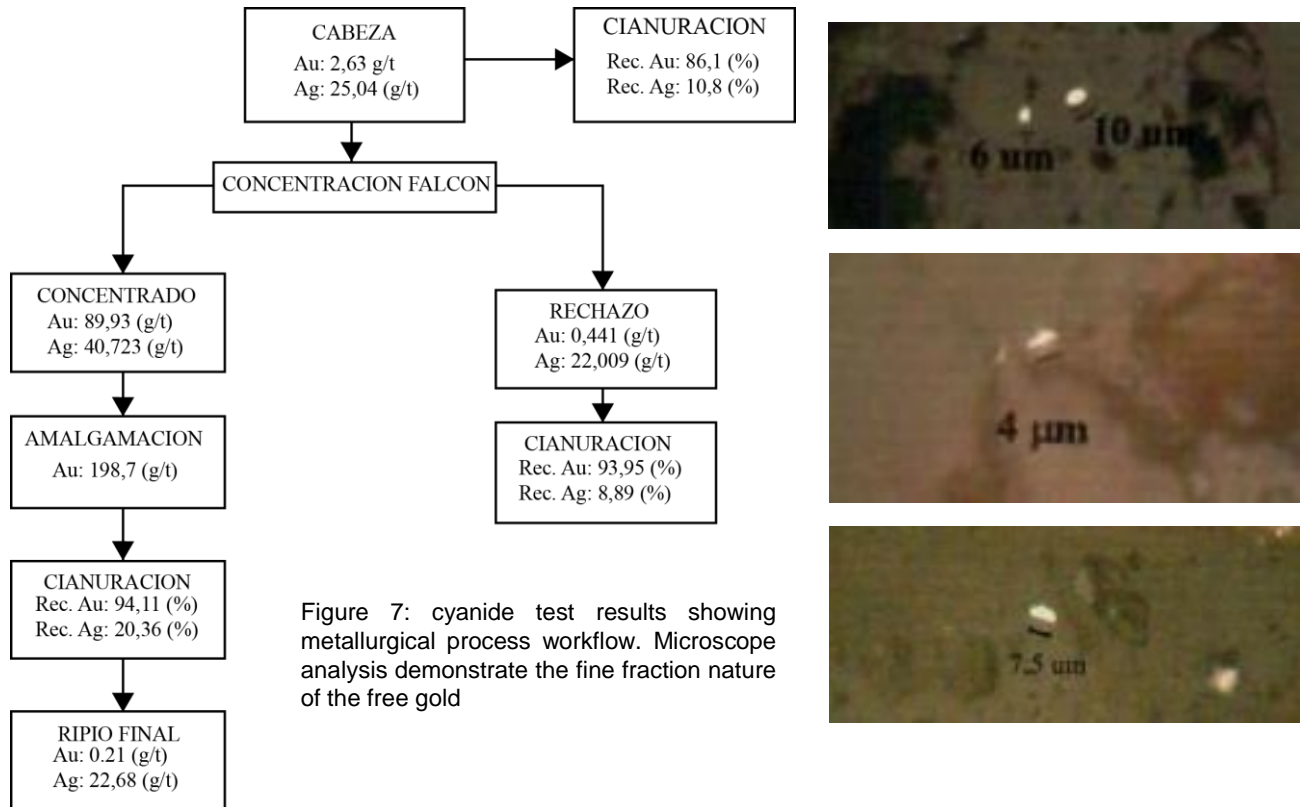 CABEZA
Au: 2,63 g/t
Ag: 25,04 (g/t)
CIANURACION
Rec. Au: 86,1 (%)
Rec. Ag: 10,8 (%)
CONCENTRACION FALCON
CONCENTRADO
Au: 89,93 (g/t)
Ag: 40,723 (g/t)
RECHAZO
Au: 0,441 (g/t)
Ag: 22,009 (g/t)
AMALGAMACION
Au: 198,7 (g/t)
CIANURACION
Rec. Au: 93,95 (%)
Rec. Ag: 8,89 (%)
CIANURACION
Rec. Au: 94,11 (%)
Rec. Ag: 20,36 (%)
RIPIO FINAL
Au: 0.21 (g/t)
Ag: 22,68 (g/t)
Figure 7: cyanide test results showing
metallurgical process workflow. Microscope
analysis demonstrate the fine fraction nature
of the free gold
6 um
10 um
4 µm
7.5 um